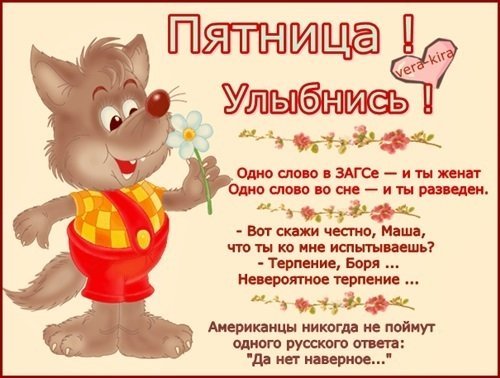 Пятница !
vera-kira
Улыбнись !
Одно слово в ЗАГСе — и ты женат
Одно слово во сне — и ты разведен.
- Вот скажи честно, Маша,
что ты ко мне испытываешь?
- Терпение, Боря ...
Невероятное терпение ...
Американцы никогда не поймут
одного русского ответа:
"Да нет наверное..."